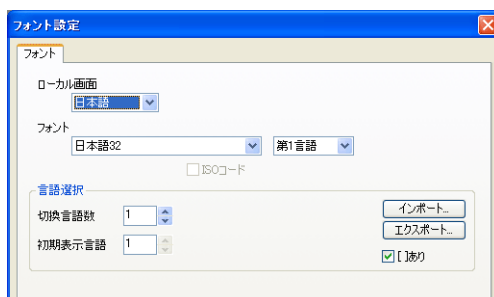 フォント設定
フォント
ローカル画面
日本語
フォント
日本語32 第1言語
ISOコード
言語選択
切換言語数 1
インポート...
エクスポート...
初期表示言語 1
[ ]あり